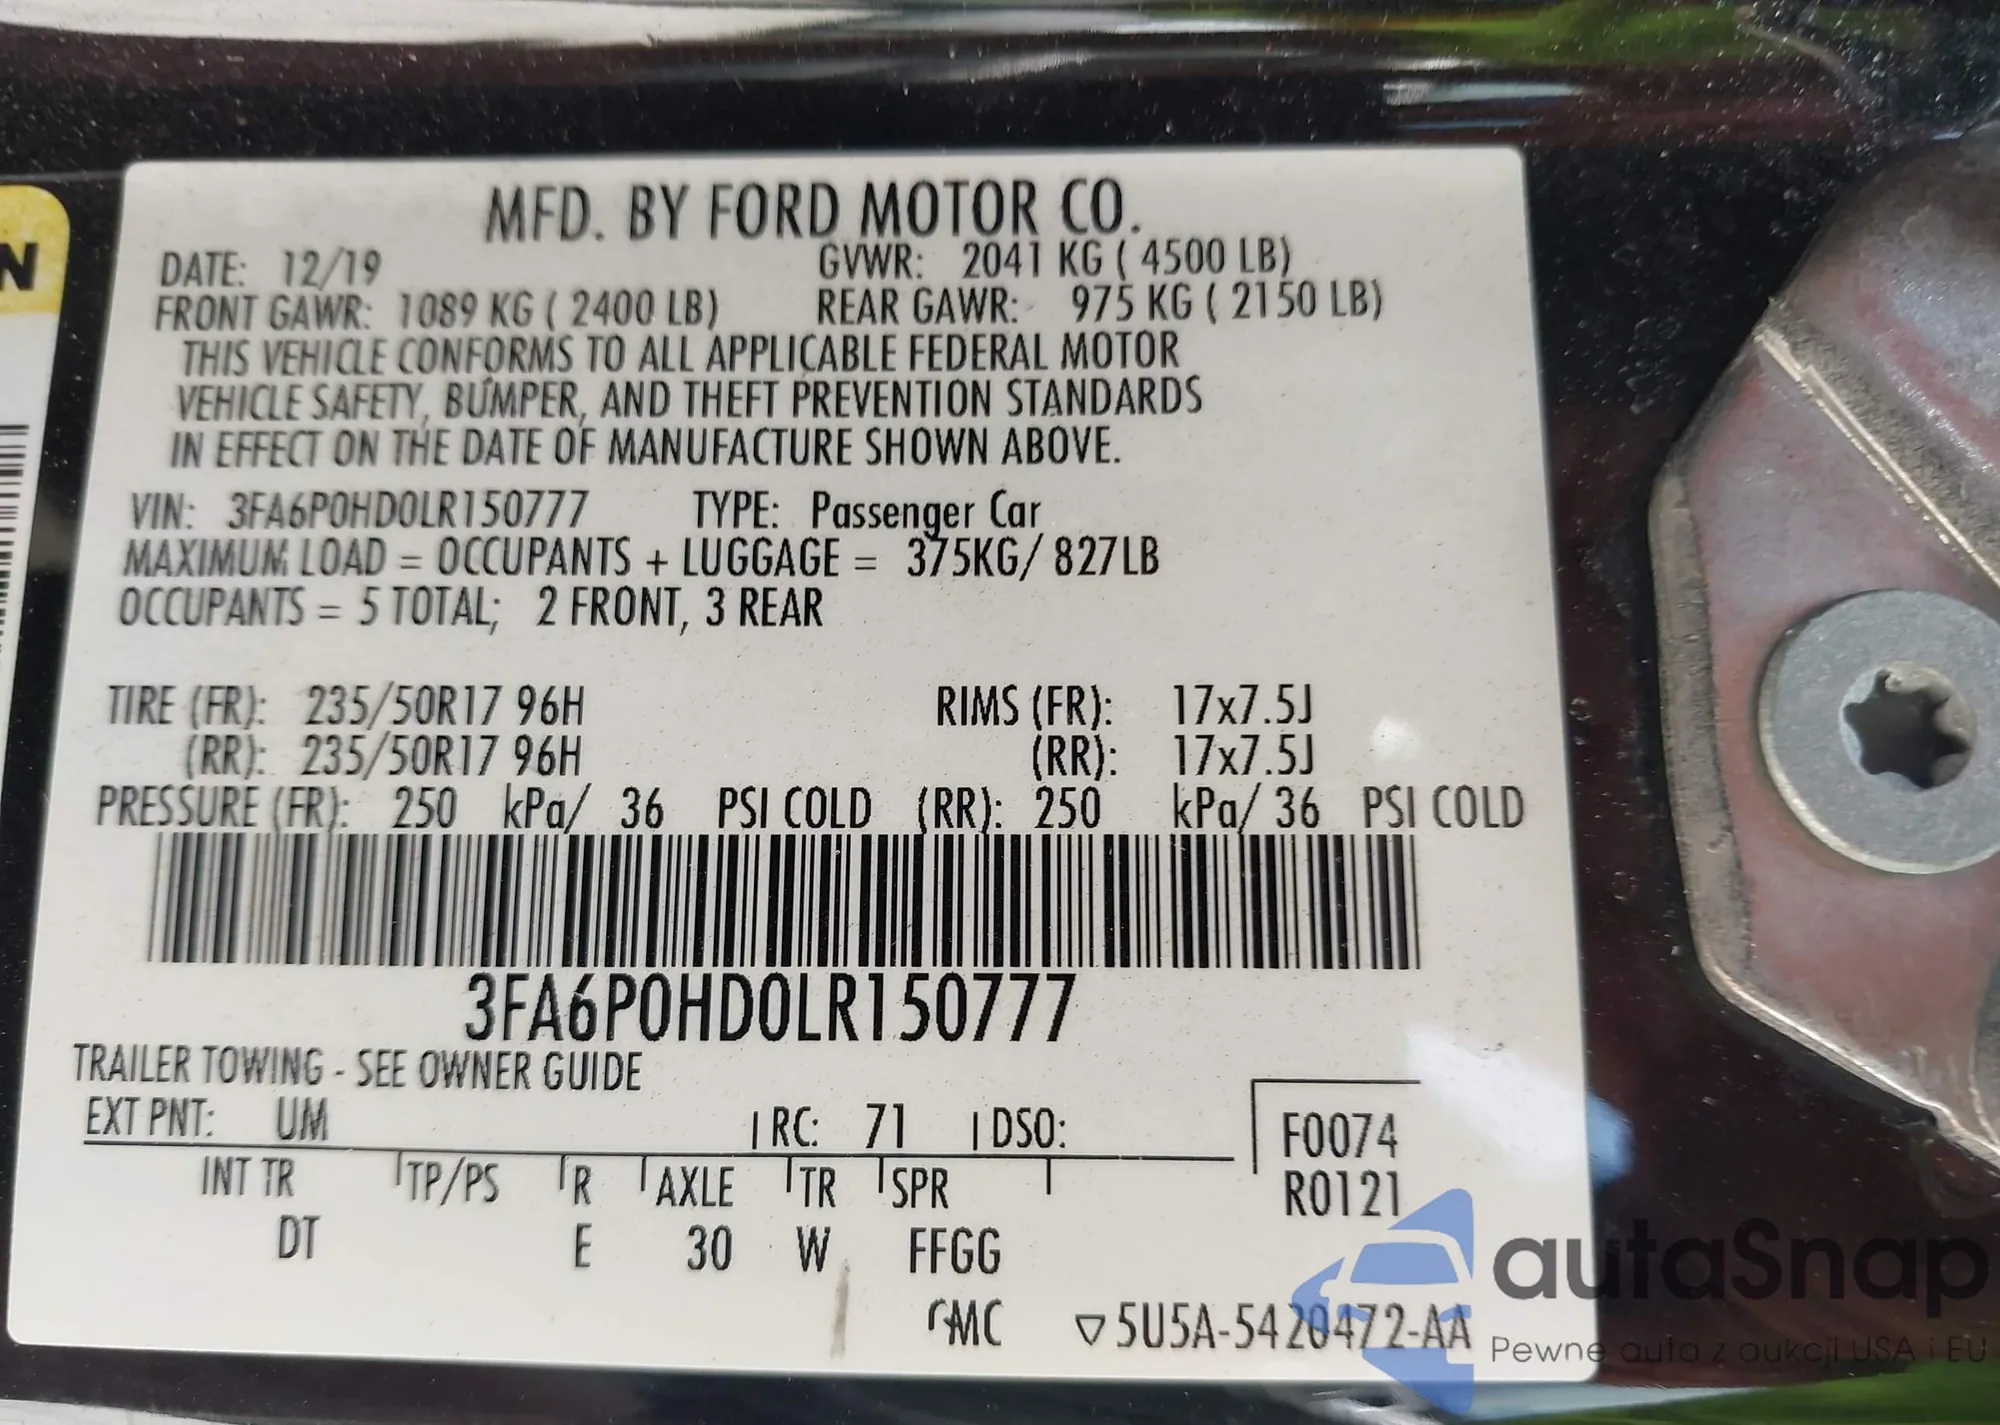 N
MFD. BY FORD MOTOR CO.
DATE: 12/19 GVWR: 2041 KG ( 4500 LB)
FRONT GAWR: 1089 KG ( 2400 LB) REAR GAWR: 975 KG ( 2150 LB)
THIS VEHICLE CONFORMS TO ALL APPLICABLE FEDERAL MOTOR
VEHICLE SAFETY, BUMPER, AND THEFT PREVENTION STANDARDS
IN EFFECT ON THE DATE OF MANUFACTURE SHOWN ABOVE.
VIN: 3FA6P0HD0LR150777 TYPE: Passenger Car
MAXIMUM LOAD = OCCUPANTS + LUGGAGE = 375KG/ 827LB
OCCUPANTS = 5 TOTAL; 2 FRONT, 3 REAR
TIRE (FR): 235/50R17 96H RIMS (FR): 17x7.5J
(RR): 235/50R17 96H (RR): 17x7.5J
PRESSURE (FR): 250 kPa/ 36 PSI COLD (RR): 250 kPa/ 36 PSI COLD
3FA6P0HD0LR150777
TRAILER TOWING - SEE OWNER GUIDE
EXT PNT: UM RC: 71 DSO:
F0074
INT TR TP/PS R AXLE TR SPR
R0121
DT E 30 W FFGG
MC ▽5U5A-5420472-AA
autaSnap
Pewne auta z aukcji USA i EU